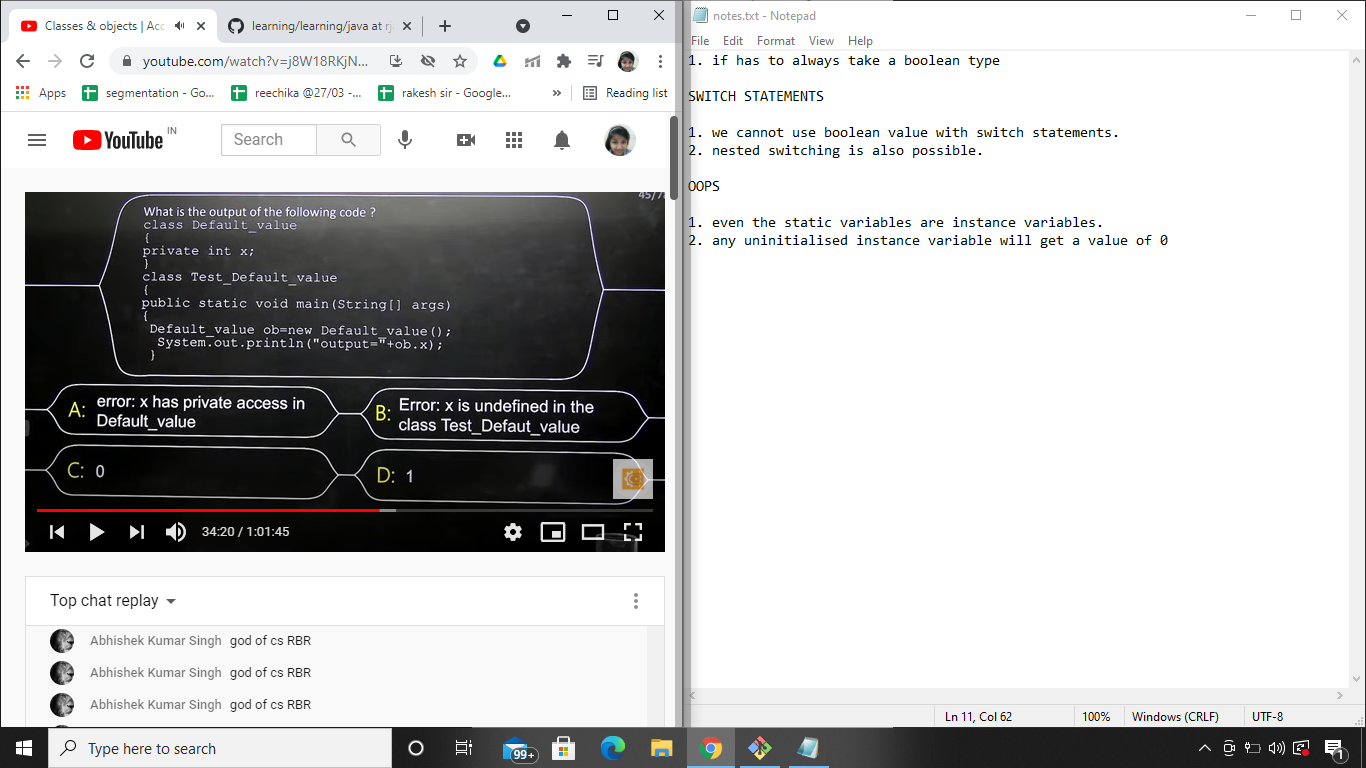 Classes & objects | Acc
learning/learning/java at rj
youtube.com/watch?v=j8W18RKjN...
Apps
segmentation - Go...
reechika @27/03 -...
rakesh sir - Google...
»
Reading list
YouTube IN
Search
45/7
What is the output of the following code ?
class Default_value
{
private int x;
}
class Test_Default_value
{
public static void main(String[] args)
{
Default_value ob=new Default_value();
System.out.println("output="+ob.x);
}
A: error: x has private access in
Default_value
B: Error: x is undefined in the
class Test_Defaut_value
C: 0
D: 1
34:20 / 1:01:45
Top chat replay
Abhishek Kumar Singh god of cs RBR
Abhishek Kumar Singh god of cs RBR
Abhishek Kumar Singh god of cs RBR
notes.txt - Notepad
File Edit Format View Help
1. if has to always take a boolean type
SWITCH STATEMENTS
1. we cannot use boolean value with switch statements.
2. nested switching is also possible.
OOPS
1. even the static variables are instance variables.
2. any uninitialised instance variable will get a value of 0
Ln 11, Col 62
100%
Windows (CRLF)
UTF-8
Type here to search
99+
1